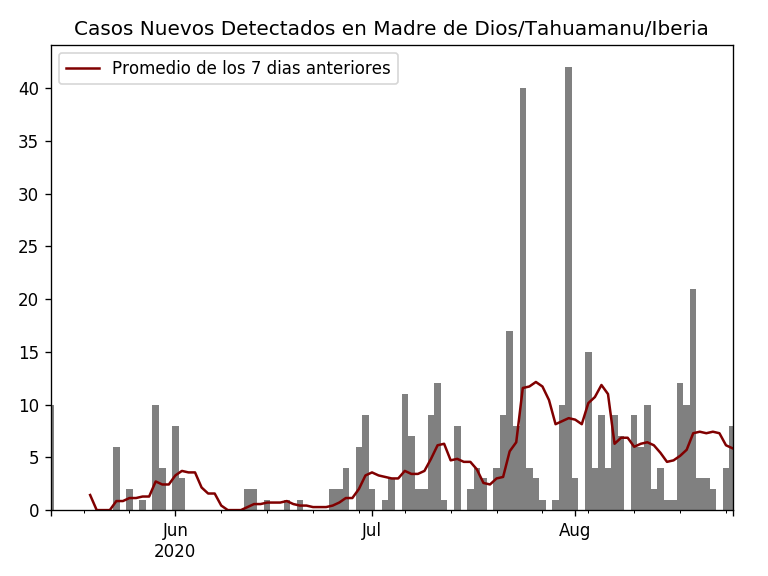 Casos Nuevos Detectados en Madre de Dios/Tahuamanu/Iberia
Promedio de los 7 dias anteriores
40
35
30
25
20
15
10
5
0
Jun
2020
Jul
Aug